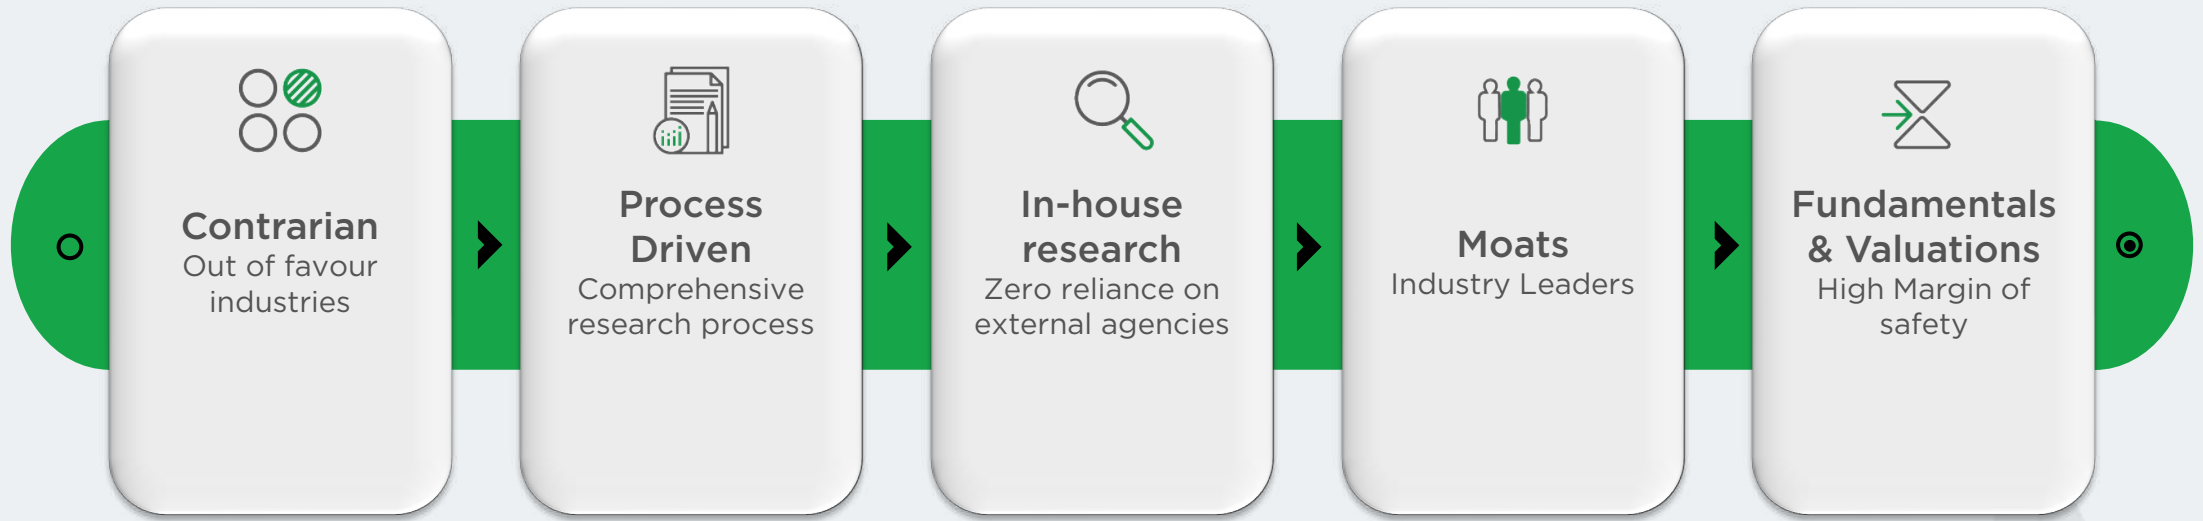 Contrarian
Out of favour
industries
Process
Driven
Comprehensive
research process
In-house
research
Zero reliance on
external agencies
Moats
Industry Leaders
Fundamentals
& Valuations
High Margin of
safety